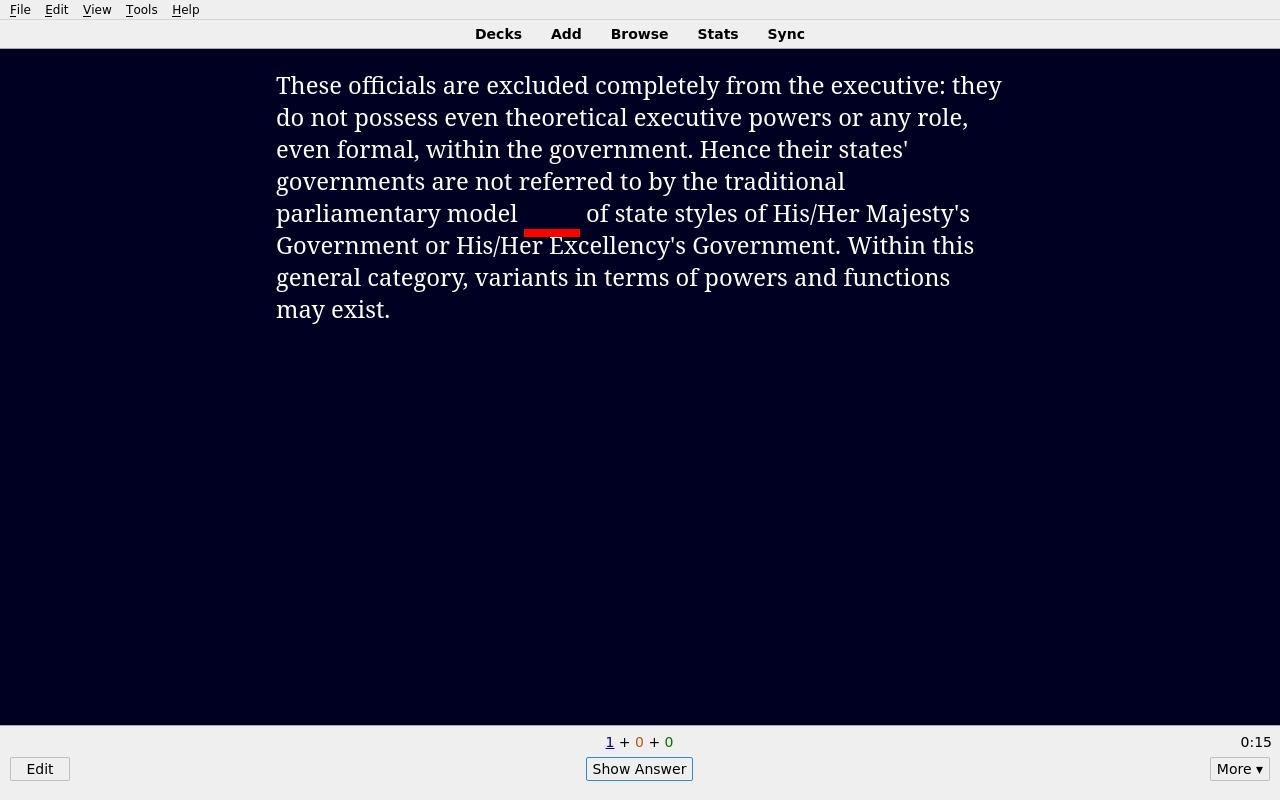 File Edit View Tools Help
Decks Add Browse Stats Sync
These officials are excluded completely from the executive: they
do not possess even theoretical executive powers or any role,
even formal, within the government. Hence their states'
governments are not referred to by the traditional
parliamentary model of state styles of His/Her Majesty's
Government or His/Her Excellency's Government. Within this
general category, variants in terms of powers and functions
may exist.
1 + 0 + 0
0:15
Edit
Show Answer
More ▾